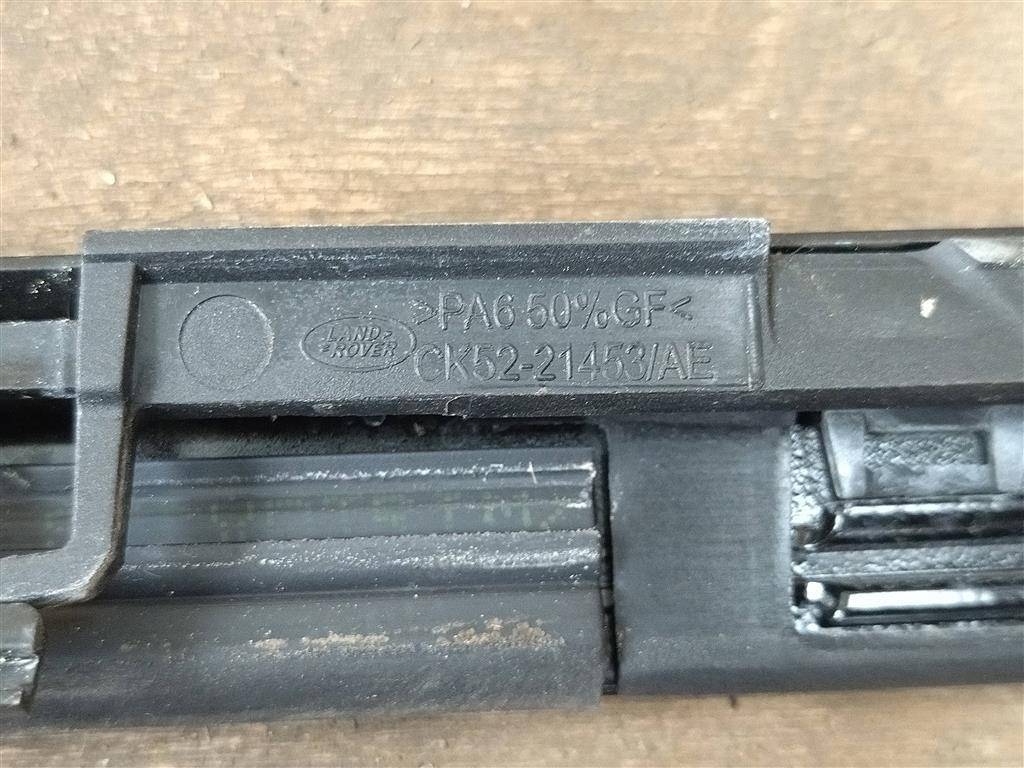 LAND
ROVER
>PA6 50%GF<
CK52-21453/AE